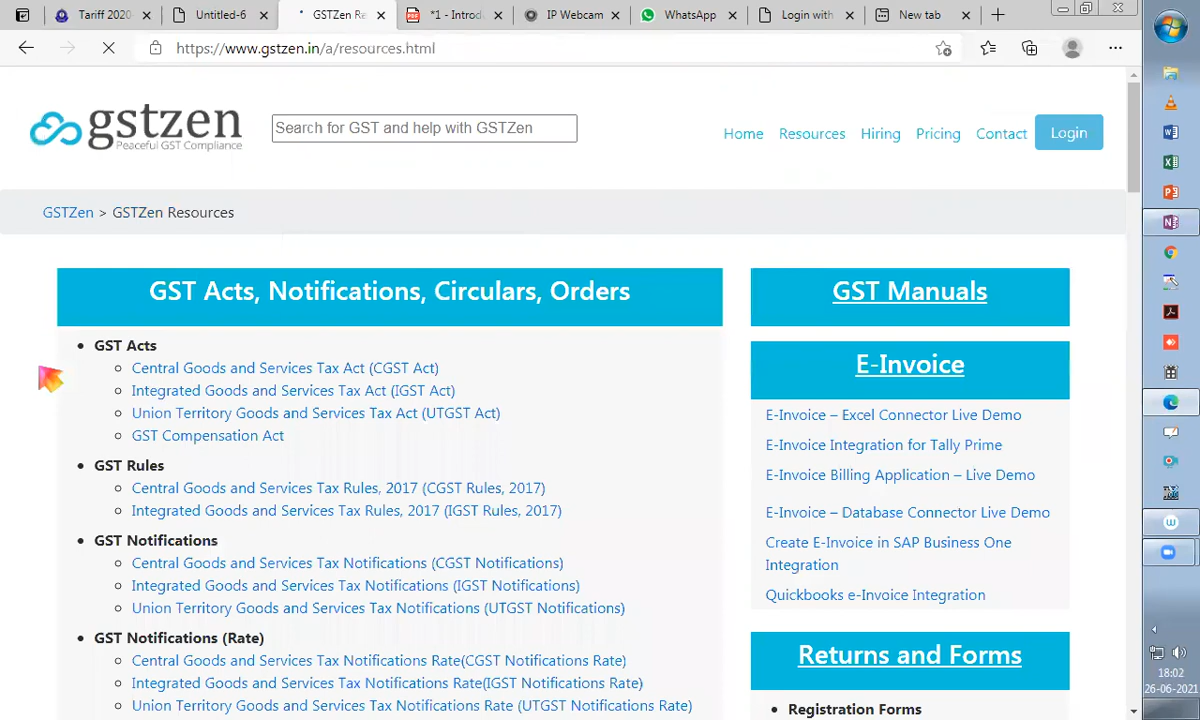 Tariff 2020-
Untitled-6
GSTZen Re
*1 - Introdu
IP Webcam
WhatsApp
Login with
New tab
https://www.gstzen.in/a/resources.html
gstzen
Peaceful GST Compliance
Search for GST and help with GSTZen
Home
Resources
Hiring
Pricing
Contact
Login
GSTZen > GSTZen Resources
GST Acts, Notifications, Circulars, Orders
• GST Acts
Central Goods and Services Tax Act (CGST Act)
Integrated Goods and Services Tax Act (IGST Act)
Union Territory Goods and Services Tax Act (UTGST Act)
GST Compensation Act
• GST Rules
Central Goods and Services Tax Rules, 2017 (CGST Rules, 2017)
Integrated Goods and Services Tax Rules, 2017 (IGST Rules, 2017)
• GST Notifications
Central Goods and Services Tax Notifications (CGST Notifications)
Integrated Goods and Services Tax Notifications (IGST Notifications)
Union Territory Goods and Services Tax Notifications (UTGST Notifications)
• GST Notifications (Rate)
Central Goods and Services Tax Notifications Rate(CGST Notifications Rate)
Integrated Goods and Services Tax Notifications Rate(IGST Notifications Rate)
Union Territory Goods and Services Tax Notifications Rate (UTGST Notifications Rate)
GST Manuals
E-Invoice
E-Invoice – Excel Connector Live Demo
E-Invoice Integration for Tally Prime
E-Invoice Billing Application – Live Demo
E-Invoice – Database Connector Live Demo
Create E-Invoice in SAP Business One
Integration
Quickbooks e-Invoice Integration
Returns and Forms
• Registration Forms
18:02
26-06-2021